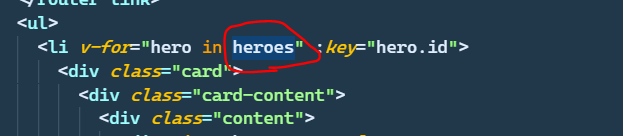 </router-link>
<ul>
<li v-for="hero in heroes" :key="hero.id">
<div class="card">
<div class="card-content">
<div class="content">